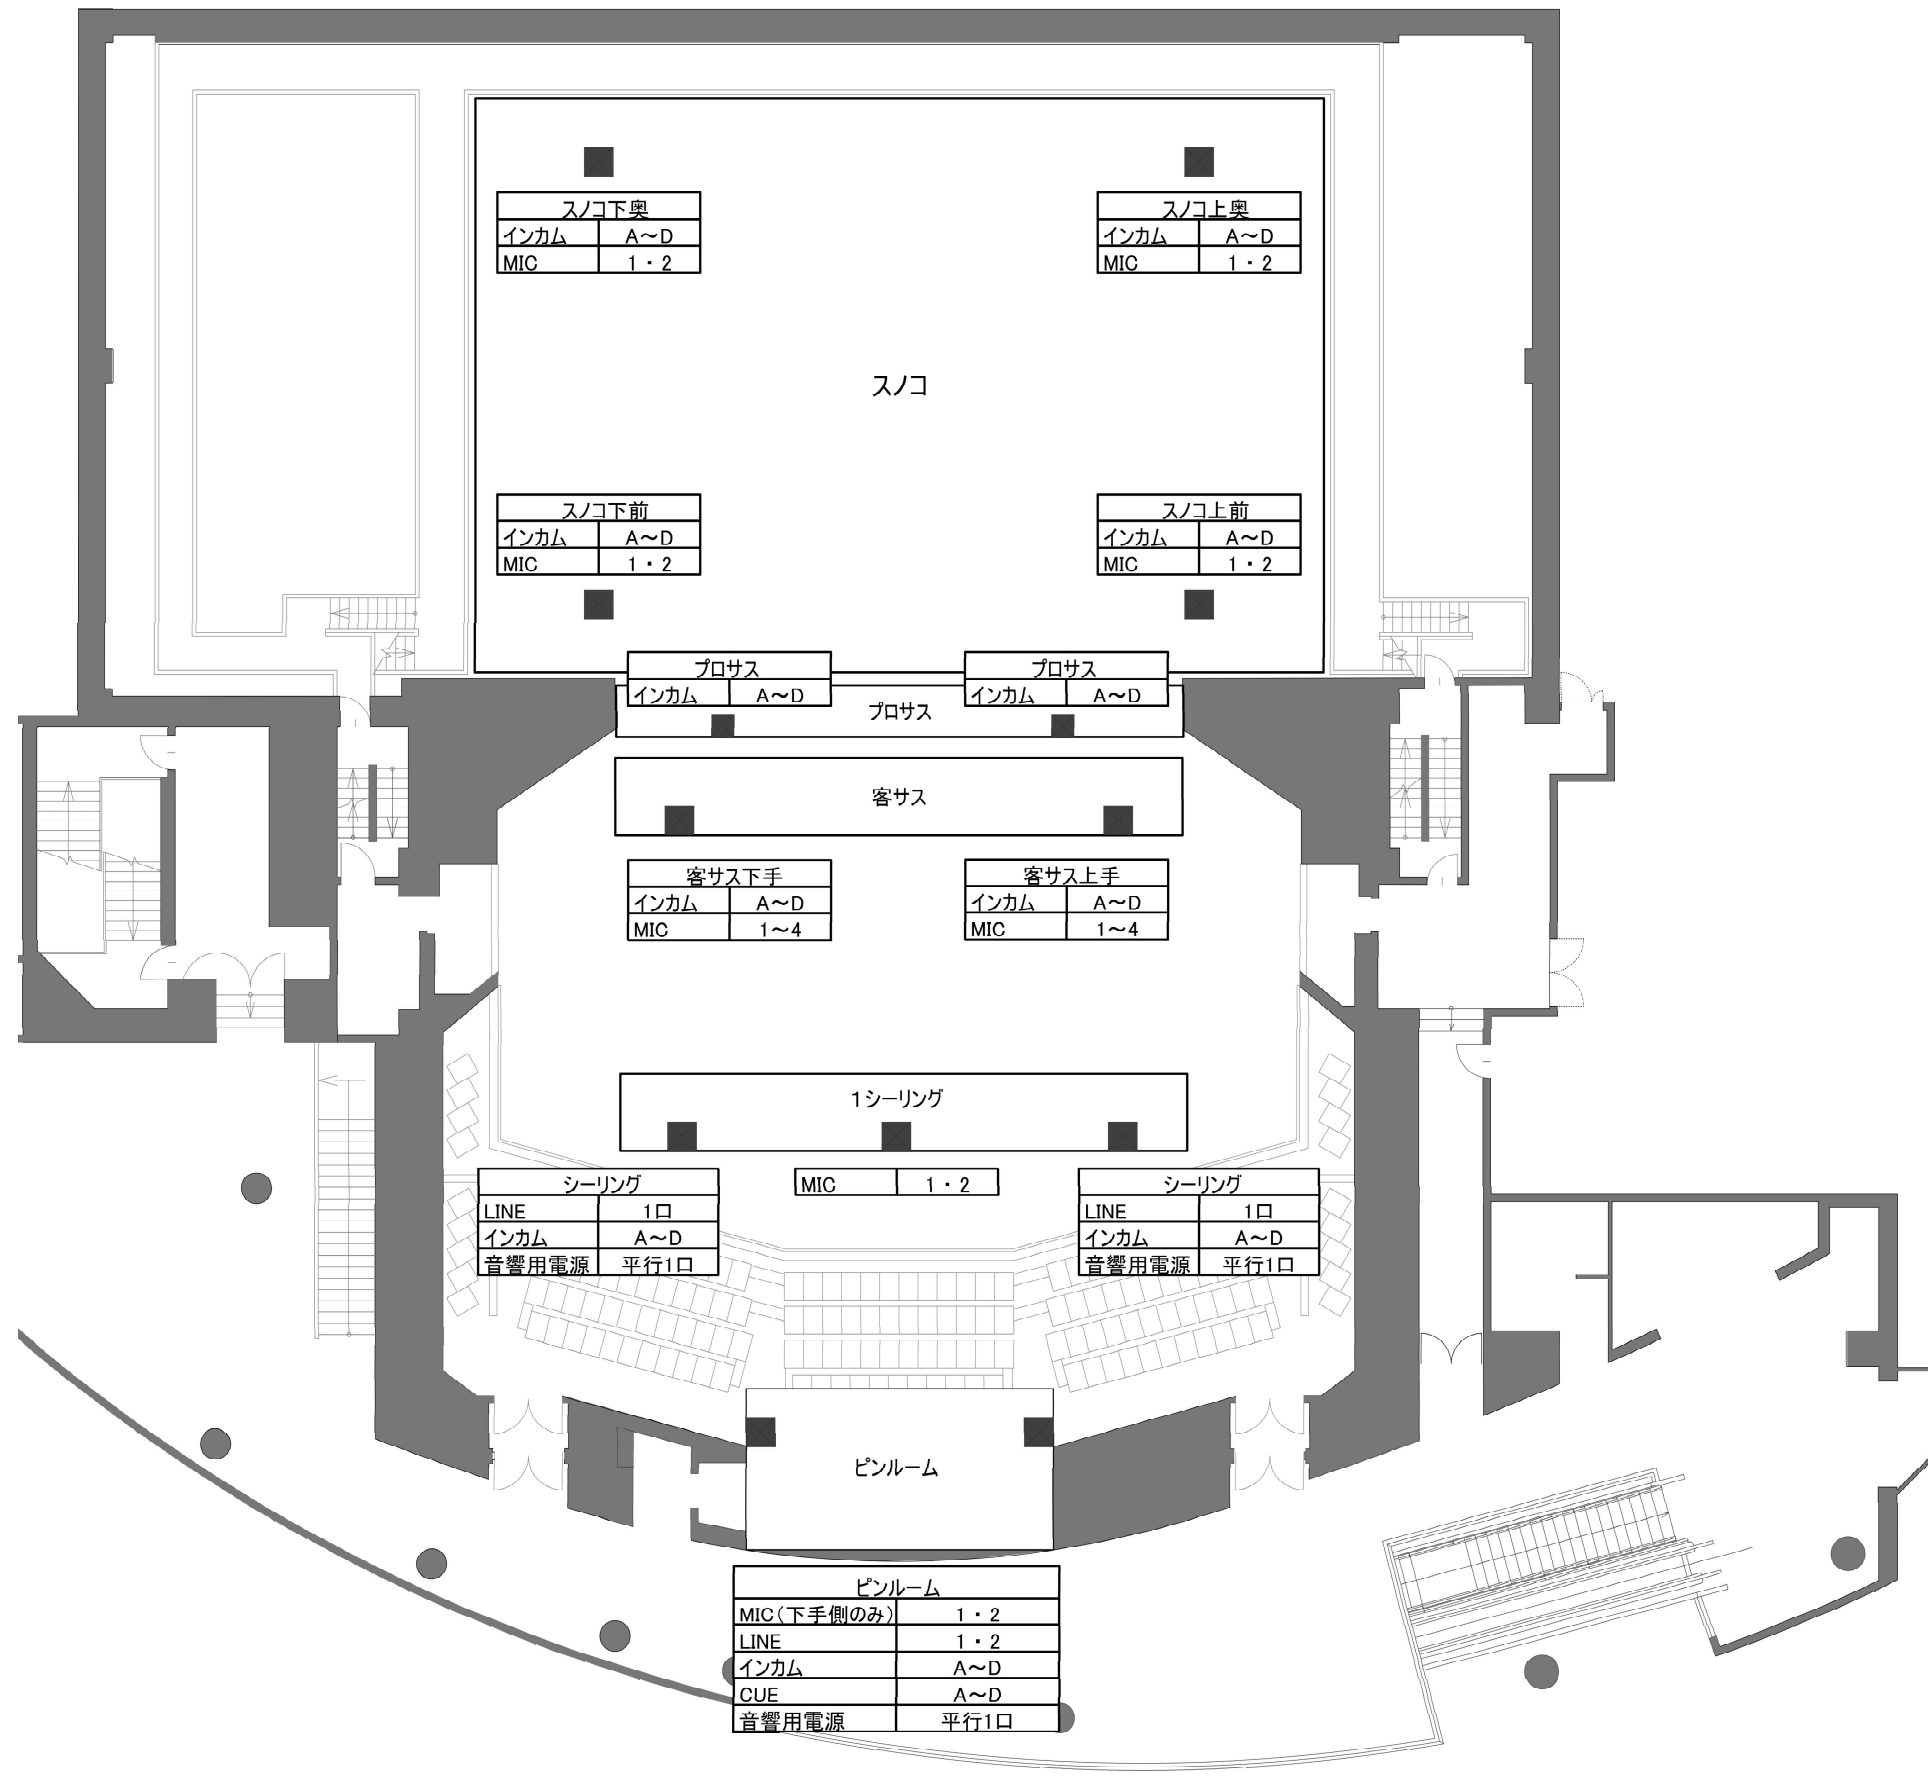 スノコ下奥
インカム A～D
MIC 1・2
スノコ上奥
インカム A～D
MIC 1・2
スノコ
スノコ下前
インカム A～D
MIC 1・2
スノコ上前
インカム A～D
MIC 1・2
プロサス
インカム A～D
プロサス
インカム A～D
プロサス
客サス
客サス下手
インカム A～D
MIC 1～4
客サス上手
インカム A～D
MIC 1～4
1シーリング
シーリング
LINE 1口
インカム A～D
音響用電源 平行1口
MIC 1・2
シーリング
LINE 1口
インカム A～D
音響用電源 平行1口
ピンルーム
ピンルーム
MIC(下手側のみ) 1・2
LINE 1・2
インカム A～D
CUE A～D
音響用電源 平行1口